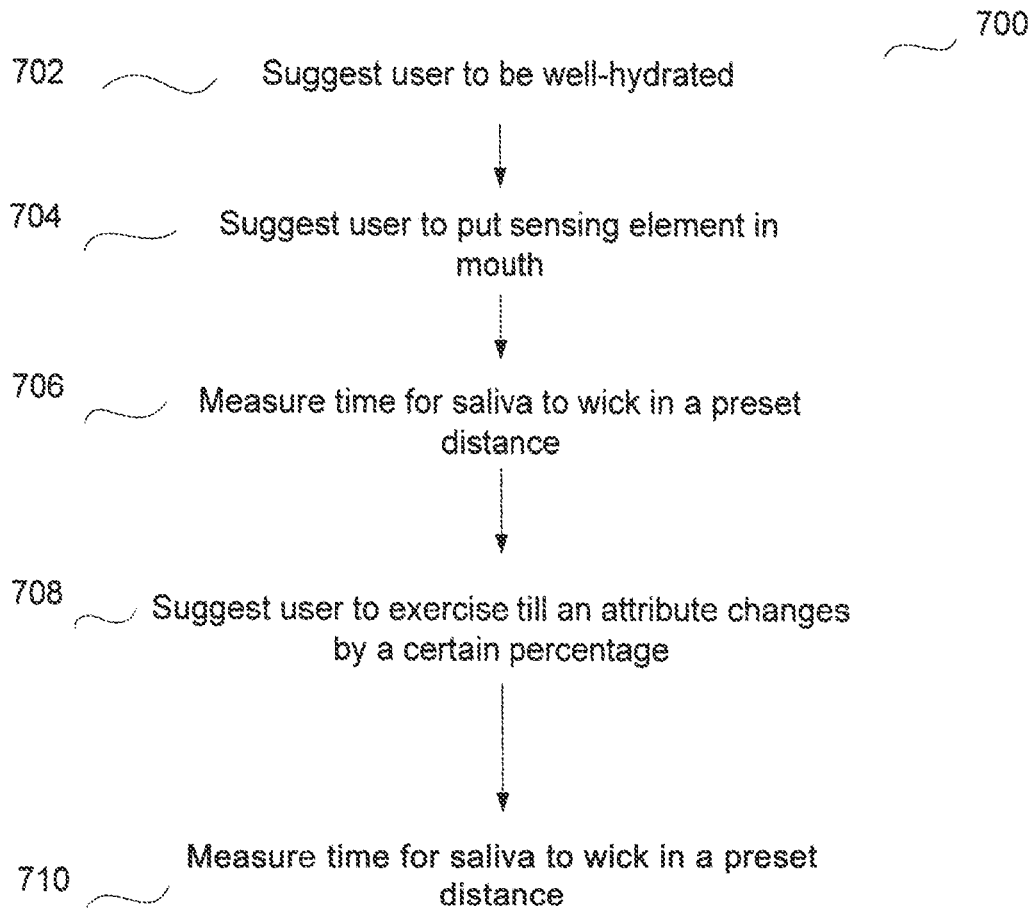 700
702 Suggest user to be well-hydrated
704 Suggest user to put sensing element in
mouth
706 Measure time for saliva to wick in a preset
distance
708 Suggest user to exercise till an attribute changes
by a certain percentage
710 Measure time for saliva to wick in a preset
distance